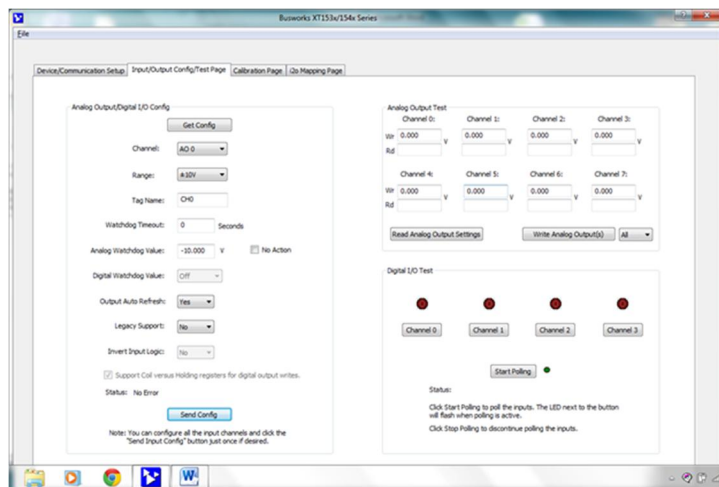 Busworks XT153x/154x Series
File
Device/Communication Setup Input/Output Config/Test Page Calibration Page i2o Mapping Page
Analog Output/Digital I/O Config
Get Config
Channel: AO 0
Range: ±10V
Tag Name: CH0
Watchdog Timeout: 0 Seconds
Analog Watchdog Value: -10.000 V No Action
Digital Watchdog Value: Off
Output Auto Refresh: Yes
Legacy Support: No
Invert Input Logic: No
Support Coil versus Holding registers for digital output writes.
Status: No Error
Send Config
Note: You can configure all the input channels and click the
"Send Input Config" button just once if desired.
Analog Output Test
Channel 0: Channel 1: Channel 2: Channel 3:
Wr 0.000 V 0.000 V 0.000 V 0.000 V
Rd
Channel 4: Channel 5: Channel 6: Channel 7:
Wr 0.000 V 0.000 V 0.000 V 0.000 V
Rd
Read Analog Output Settings Write Analog Output(s) All
Digital I/O Test
Channel 0 Channel 1 Channel 2 Channel 3
Start Polling
Status:
Click Start Polling to poll the inputs. The LED next to the button
will flash when polling is active.
Click Stop Polling to discontinue polling the inputs.